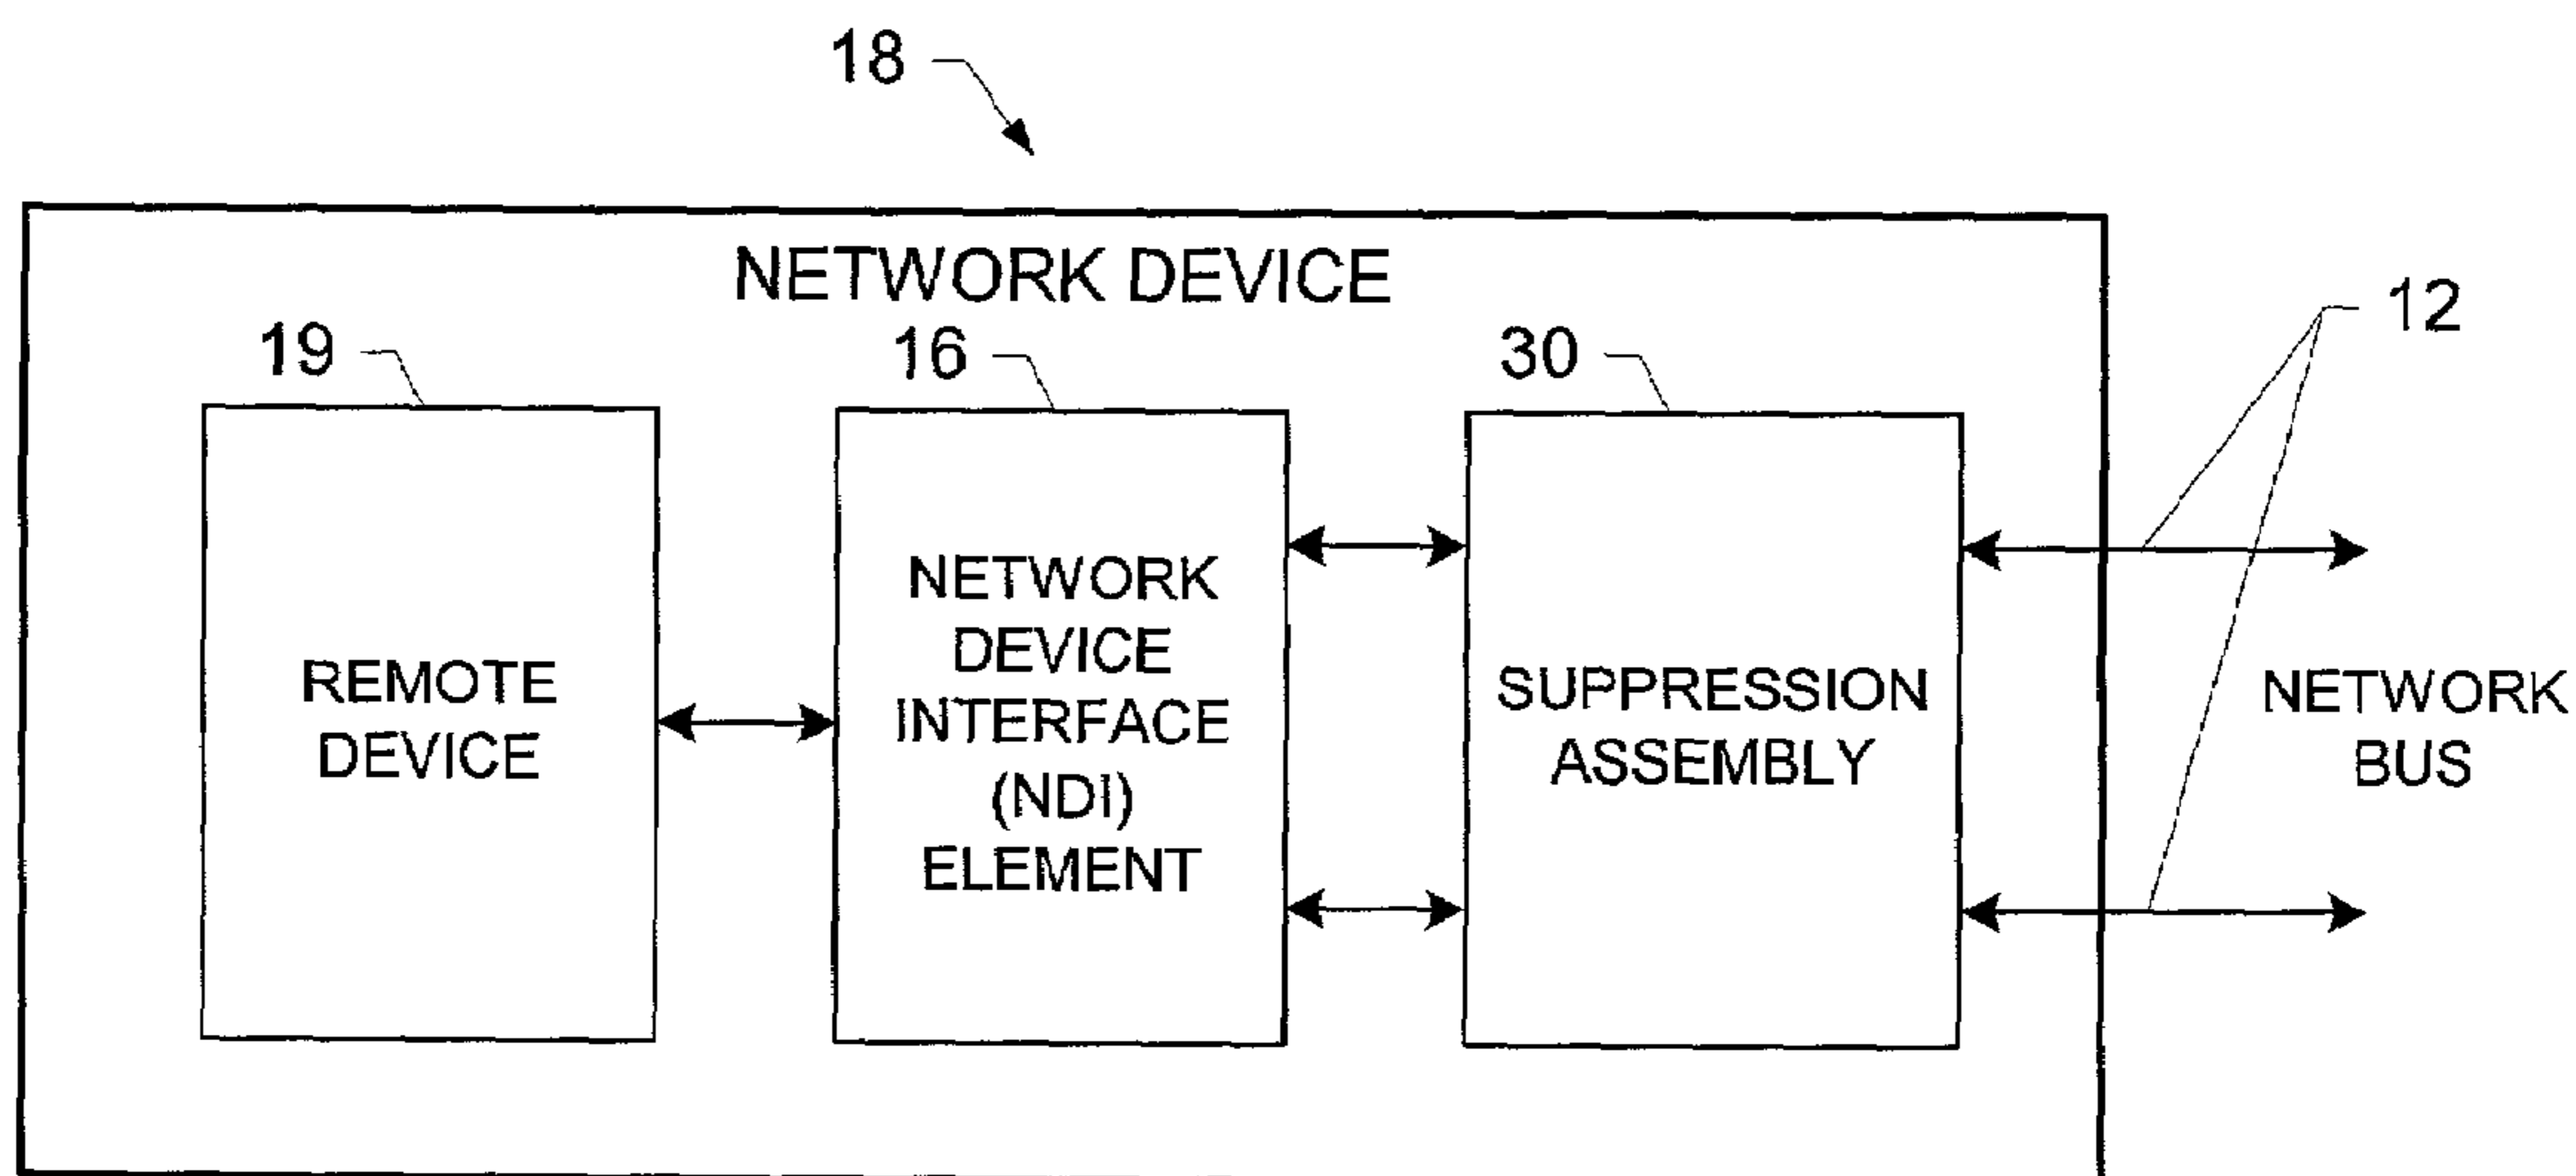 18
NETWORK DEVICE
19
16
30
12
REMOTE
DEVICE
NETWORK
DEVICE
INTERFACE
(NDI)
ELEMENT
SUPPRESSION
ASSEMBLY
NETWORK
BUS